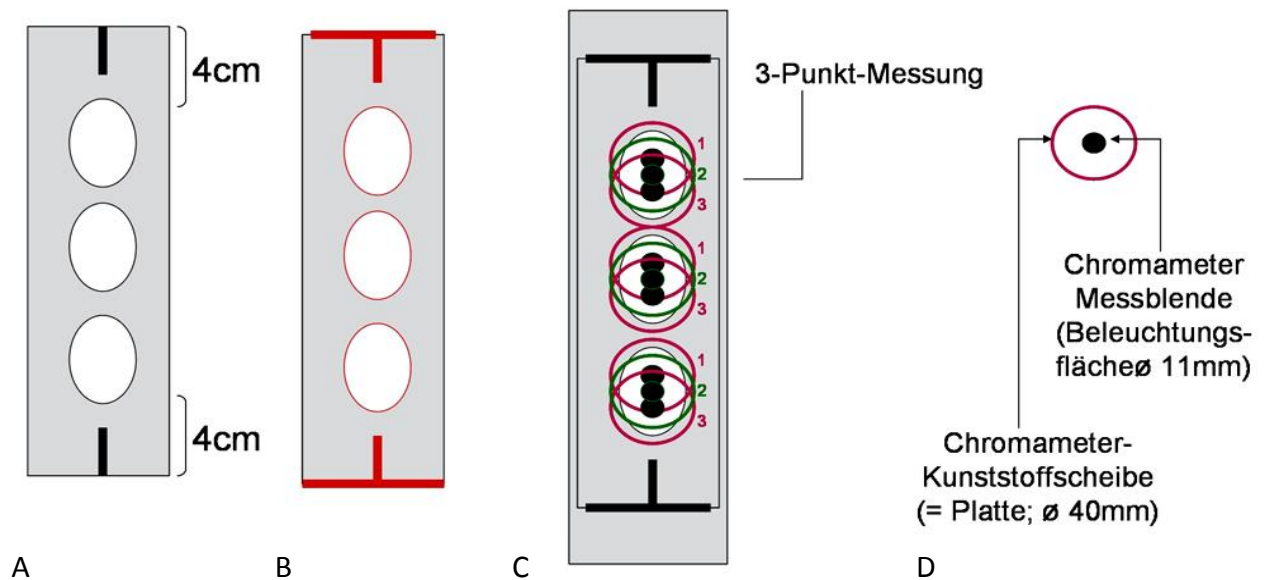 4cm
4cm
3-Punkt-Messung
1
2
3
1
2
3
1
2
3
Chromameter
Messblende
(Beleuchtungs-
flächeø 11mm)
Chromameter-
Kunststoffscheibe
(= Platte; ø 40mm)
A
B
C
D